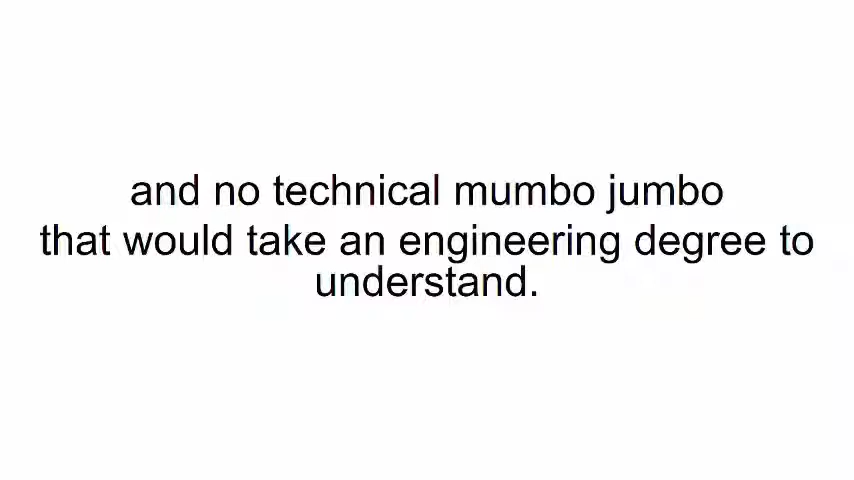 and no technical mumbo jumbo
that would take an engineering degree to
understand.